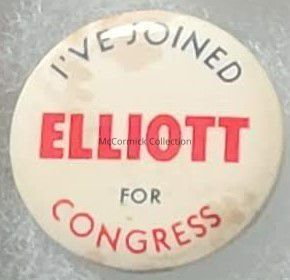 I'VE JOINED
ELLIOTT
McCormick Collection
FOR
CONGRESS